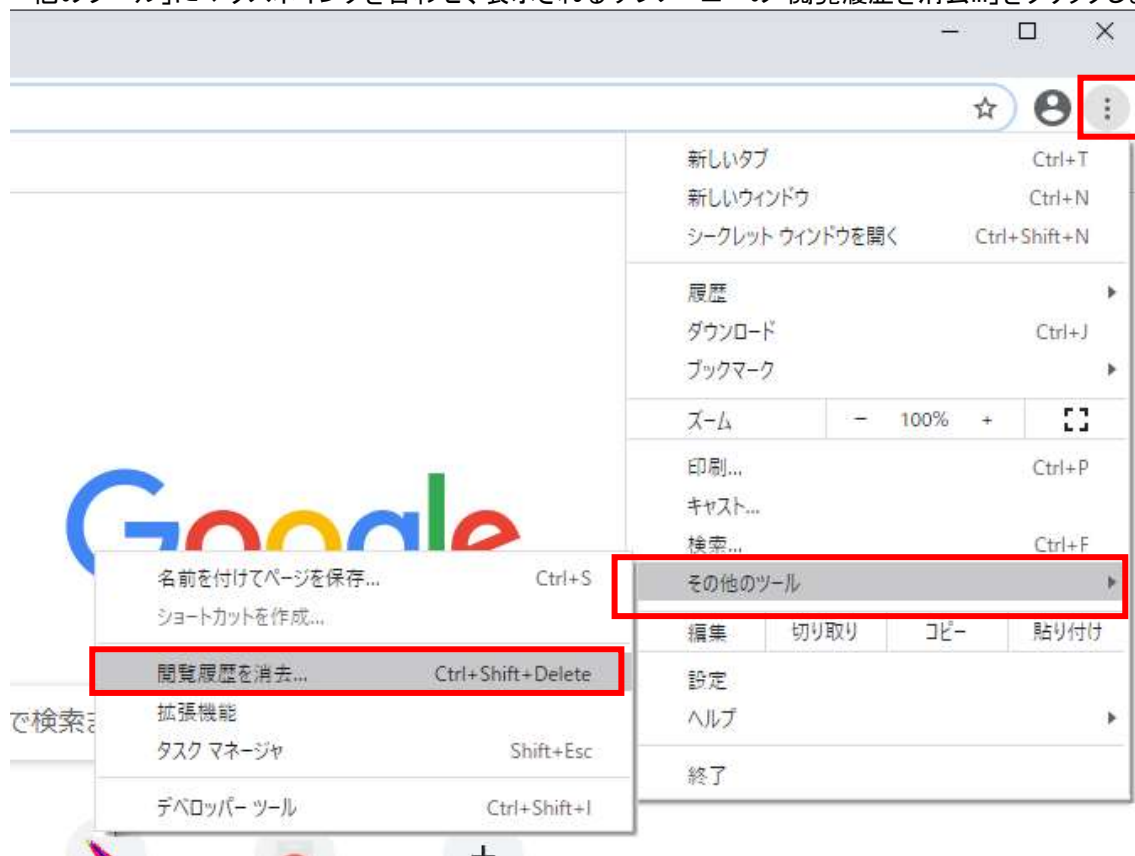 新しいタブ Ctrl+T
新しいウィンドウ Ctrl+N
シークレット ウィンドウを開く Ctrl+Shift+N
履歴
ダウンロード Ctrl+J
ブックマーク
ズーム - 100% +
印刷... Ctrl+P
キャスト...
検索... Ctrl+F
その他のツール
編集 切り取り コピー 貼り付け
設定
ヘルプ
終了
Google
名前を付けてページを保存... Ctrl+S
ショートカットを作成...
閲覧履歴を消去... Ctrl+Shift+Delete
拡張機能
タスク マネージャ Shift+Esc
デベロッパー ツール Ctrl+Shift+I
で検索